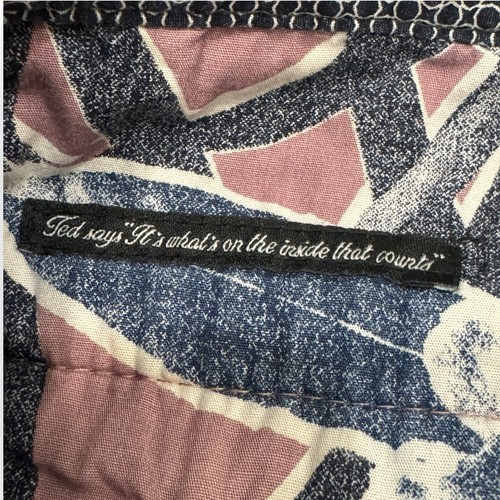 Ted says "It's what's on the inside that counts"